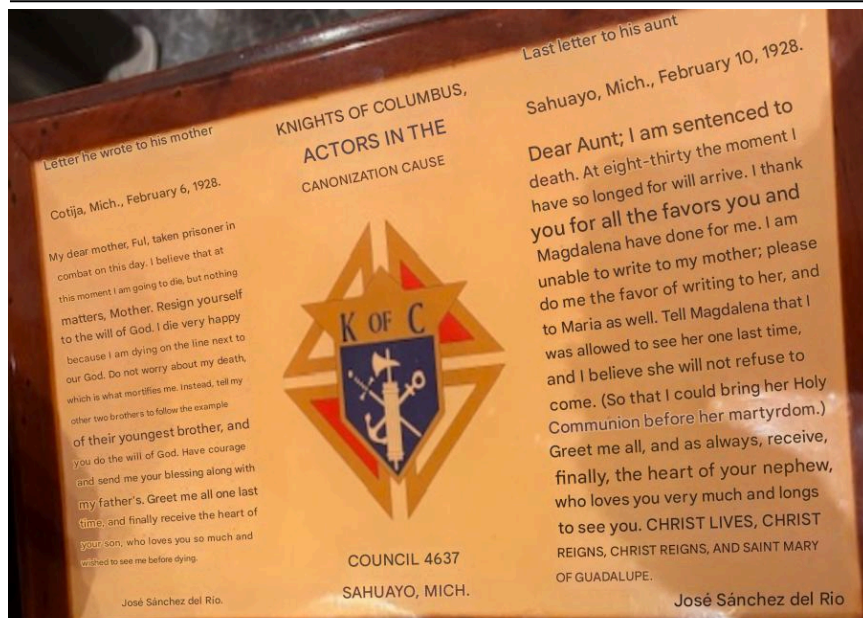 Letter he wrote to his mother
Cotija, Mich., February 6, 1928.
My dear mother, Ful, taken prisoner in
combat on this day. I believe that at
this moment I am going to die, but nothing
matters, Mother. Resign yourself
to the will of God. I die very happy
because I am dying on the line next to
our God. Do not worry about my death,
which is what mortifies me. Instead, tell my
other two brothers to follow the example
of their youngest brother, and
you do the will of God. Have courage
and send me your blessing along with
my father's. Greet me all one last
time, and finally receive the heart of
your son, who loves you so much and
wished to see me before dying.
José Sánchez del Rio.
KNIGHTS OF COLUMBUS,
ACTORS IN THE
CANONIZATION CAUSE
K OF C
COUNCIL 4637
SAHUAYO, MICH.
Last letter to his aunt
Sahuayo, Mich., February 10, 1928.
Dear Aunt; I am sentenced to
death. At eight-thirty the moment I
have so longed for will arrive. I thank
you for all the favors you and
Magdalena have done for me. I am
unable to write to my mother; please
do me the favor of writing to her, and
to Maria as well. Tell Magdalena that I
was allowed to see her one last time,
and I believe she will not refuse to
come. (So that I could bring her Holy
Communion before her martyrdom.)
Greet me all, and as always, receive,
finally, the heart of your nephew,
who loves you very much and longs
to see you. CHRIST LIVES, CHRIST
REIGNS, CHRIST REIGNS, AND SAINT MARY
OF GUADALUPE.
José Sánchez del Rio